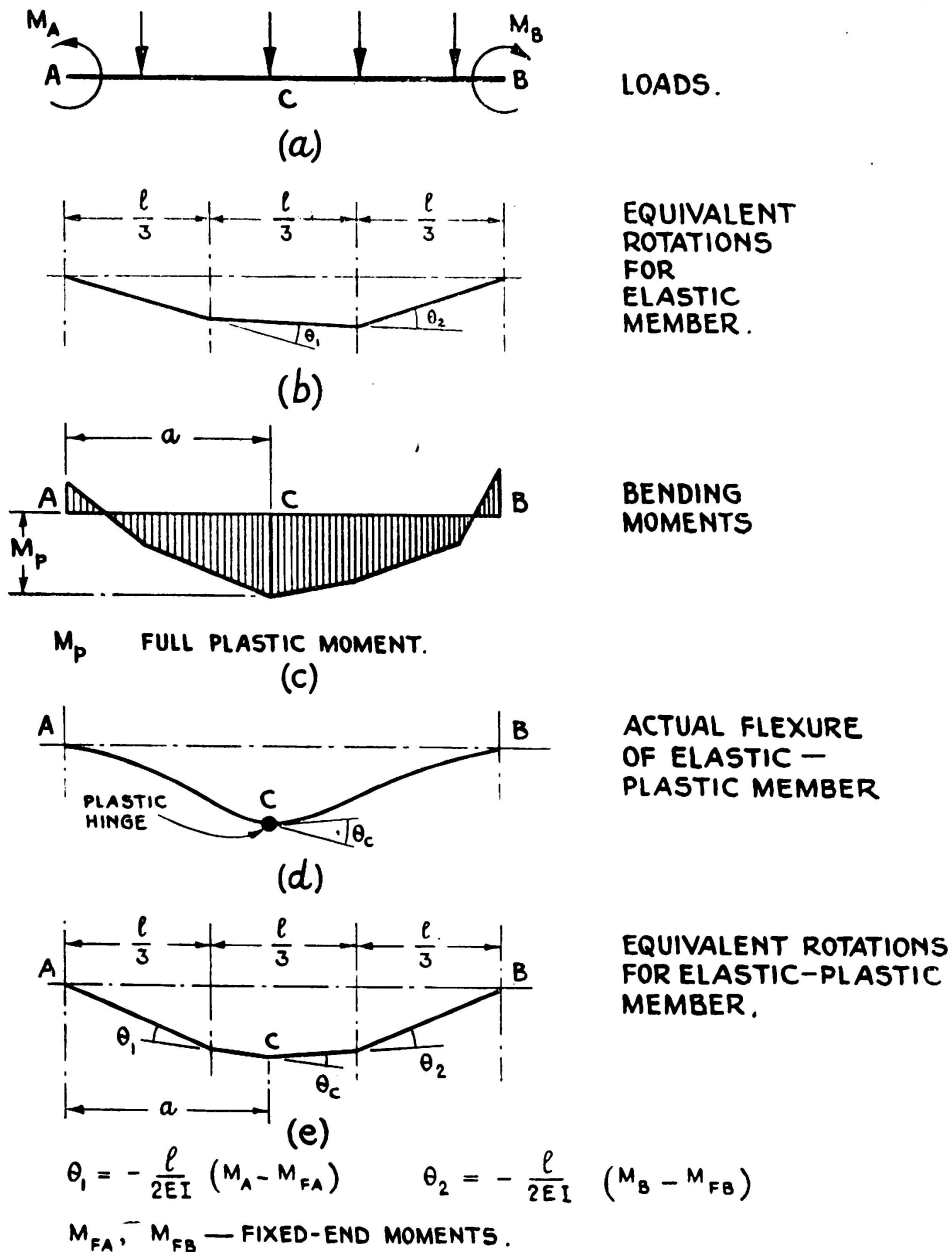 M_A M_B
A B
C
LOADS.
(a)
ℓ/3 ℓ/3 ℓ/3
EQUIVALENT
ROTATIONS
FOR
ELASTIC
MEMBER.
θ₁ θ₂
(b)
a
A C B
M_P
BENDING
MOMENTS
M_P FULL PLASTIC MOMENT.
(c)
A B
ACTUAL FLEXURE
OF ELASTIC —
PLASTIC MEMBER
PLASTIC
HINGE
C
θ_C
(d)
ℓ/3 ℓ/3 ℓ/3
A B
EQUIVALENT ROTATIONS
FOR ELASTIC-PLASTIC
MEMBER.
θ₁ C θ_C θ₂
a
(e)
θ₁ = - ℓ/2EI (M_A - M_FA) θ₂ = - ℓ/2EI (M_B - M_FB)
M_FA, M_FB — FIXED-END MOMENTS.